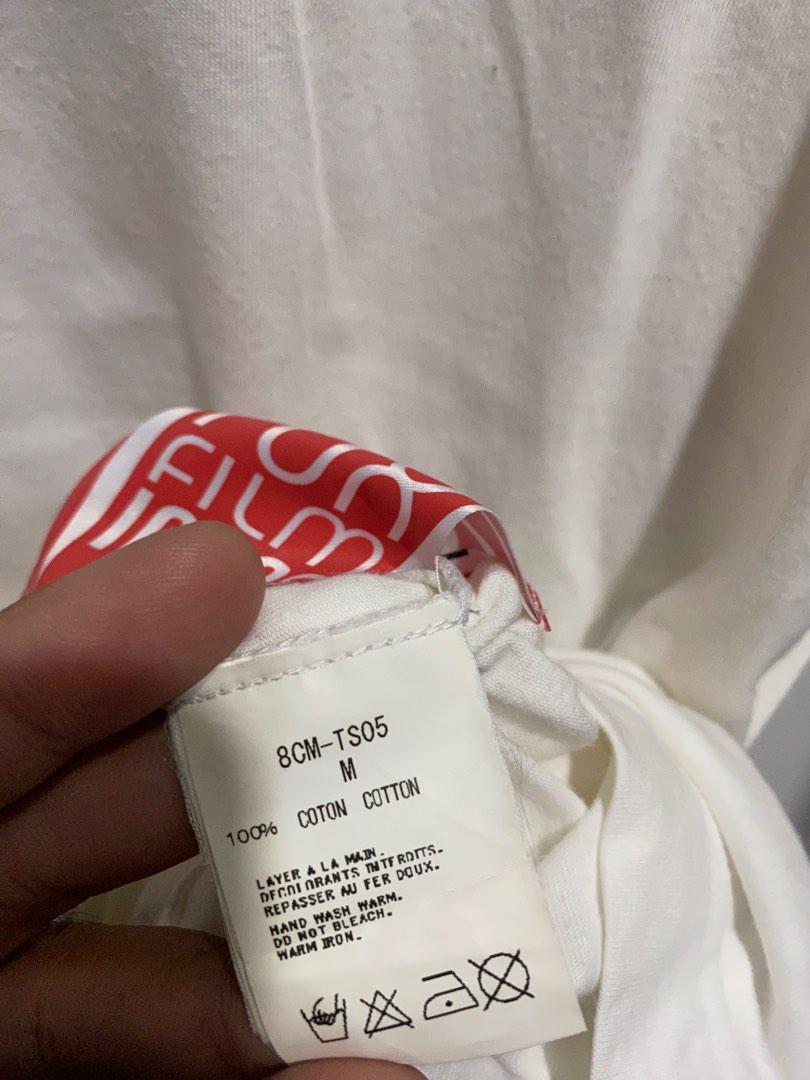 FILM
8CM-TS05
M
100% COTON COTTON
LAYER A LA MAIN.
DECOLORANTS INTERDITS.
REPASSER AU FER DOUX.
HAND WASH WARM.
DO NOT BLEACH.
WARM IRON.